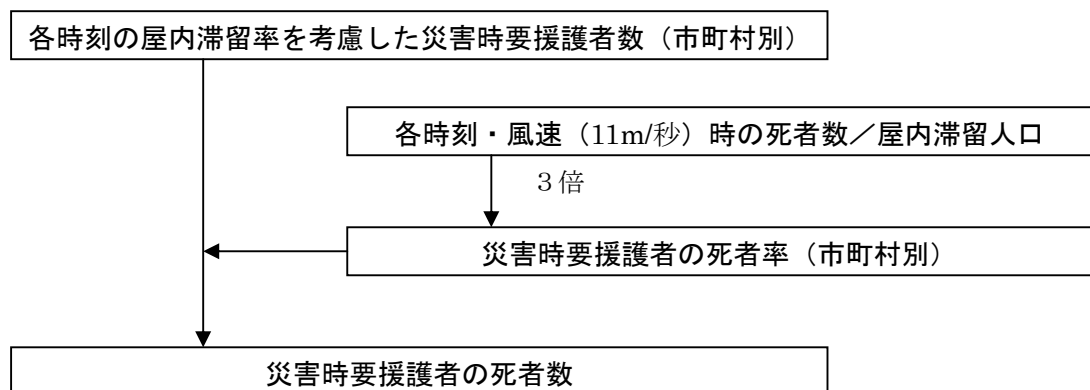 各時刻の屋内滞留率を考慮した災害時要援護者数（市町村別）
各時刻・風速（11m/秒）時の死者数／屋内滞留人口
３倍
災害時要援護者の死者率（市町村別）
災害時要援護者の死者数